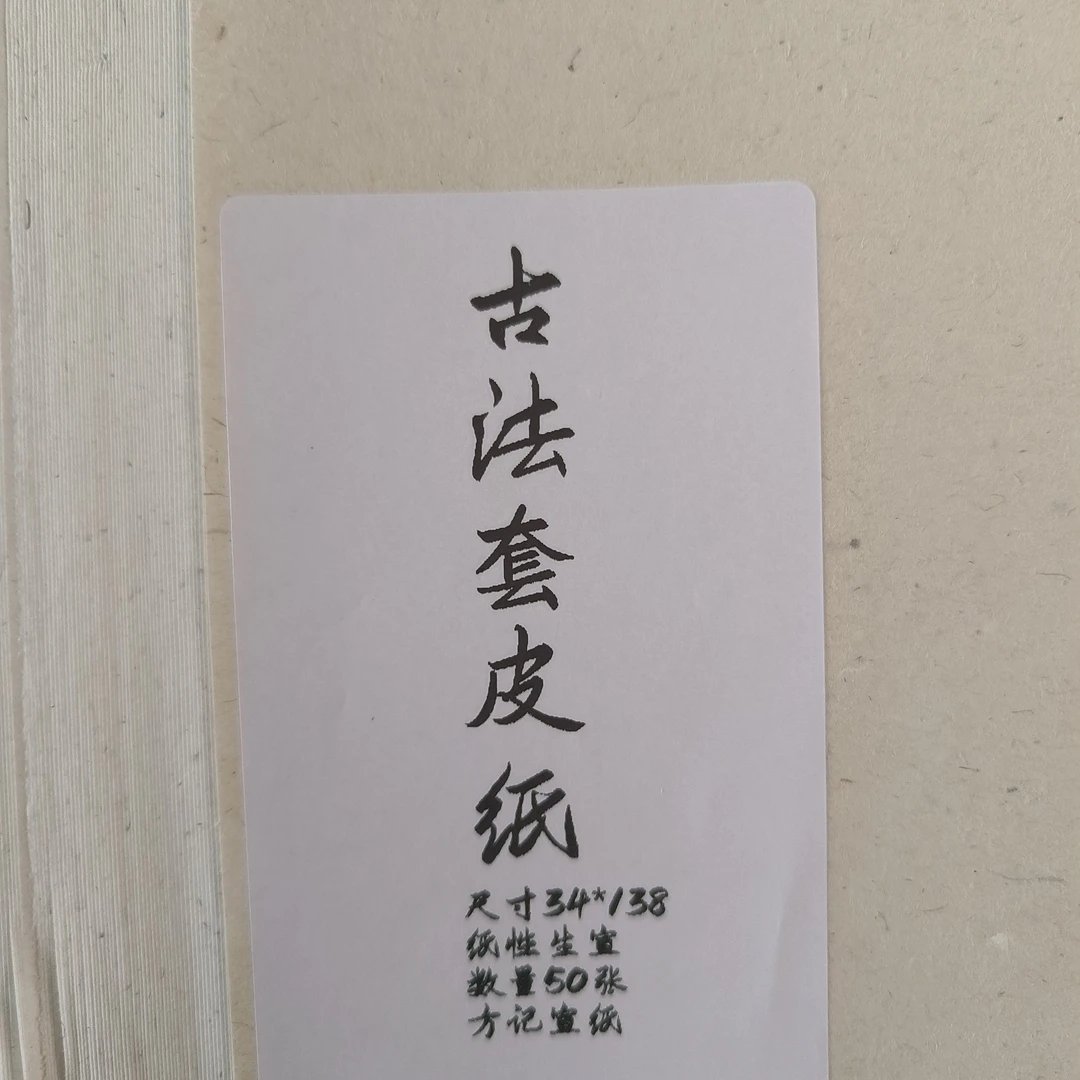 古法套皮纸
尺寸34*138
纸性生宣
数量50张
方记宣纸